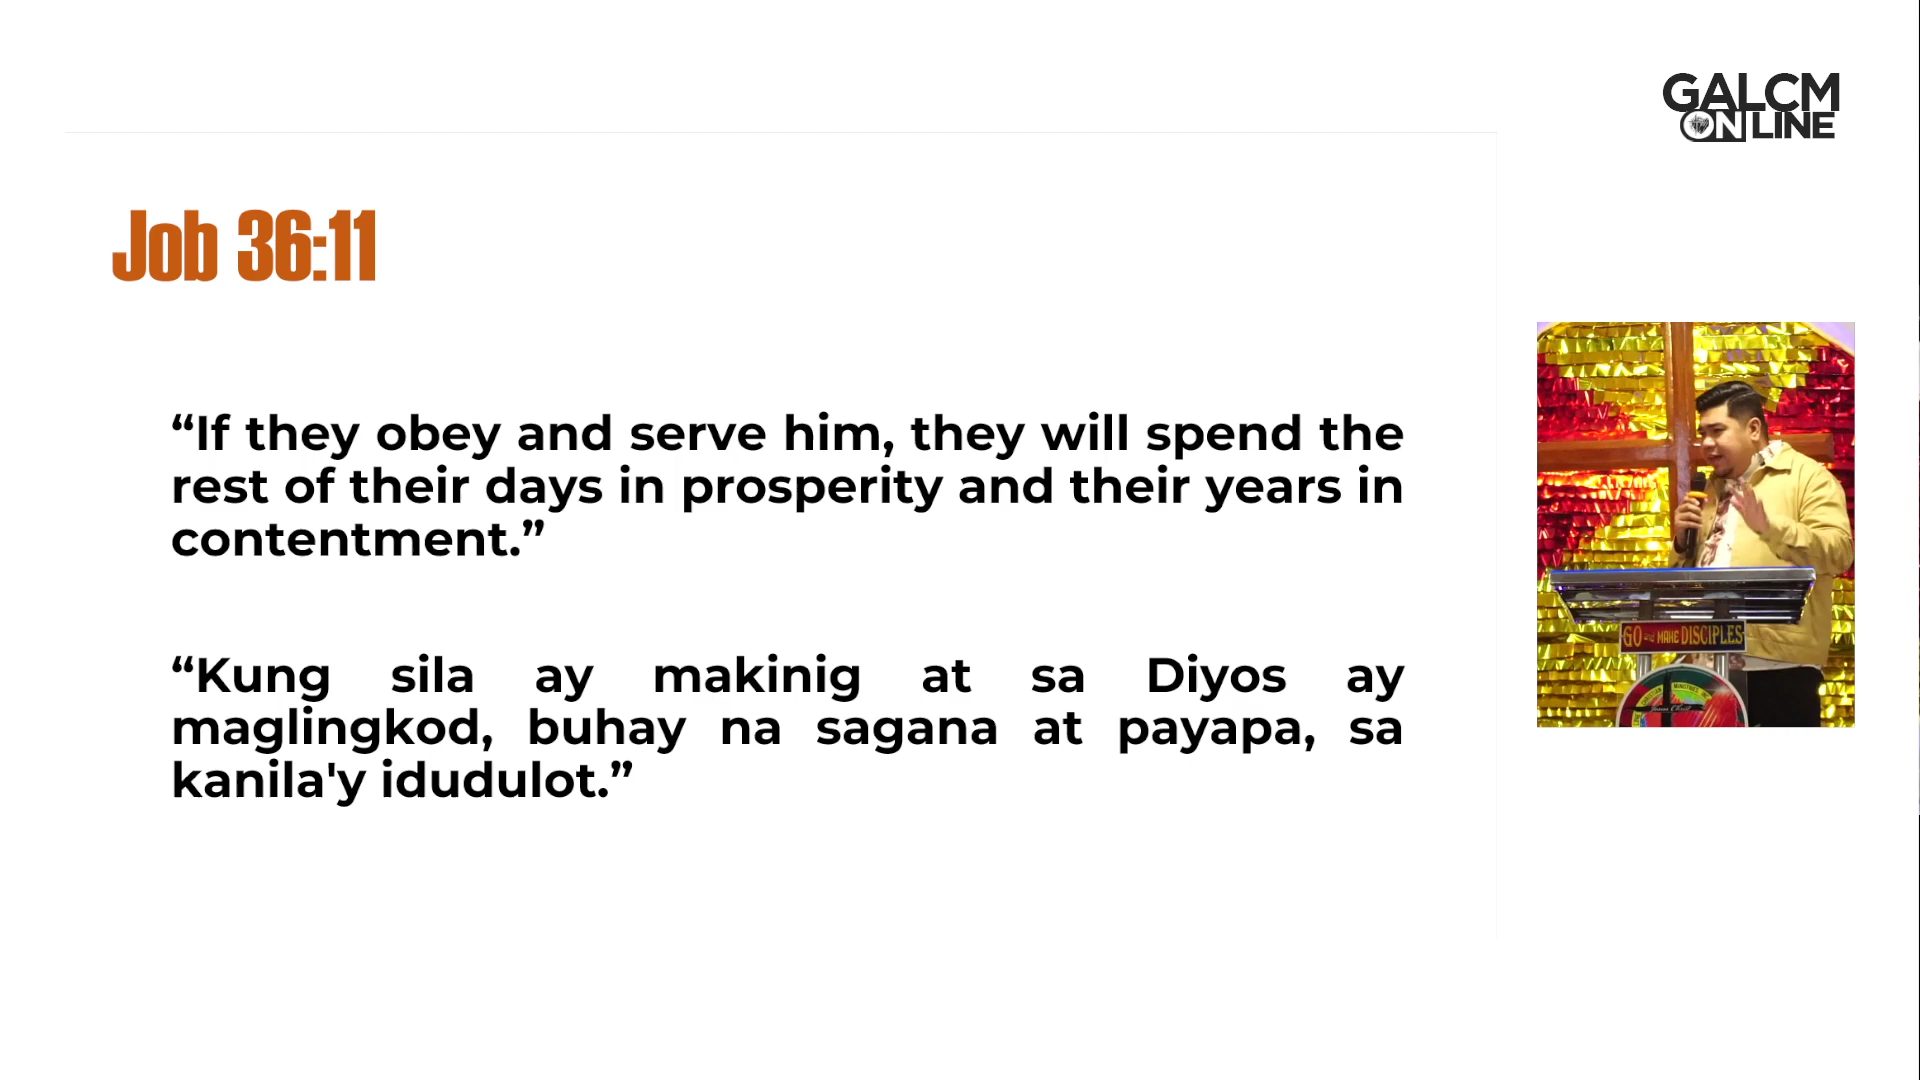 GALCM
ONLINE
Job 36:11
“If they obey and serve him, they will spend the
rest of their days in prosperity and their years in
contentment.”
“Kung sila ay makinig at sa Diyos ay
maglingkod, buhay na sagana at payapa, sa
kanila'y idudulot.”
GO and MAKE DISCIPLES